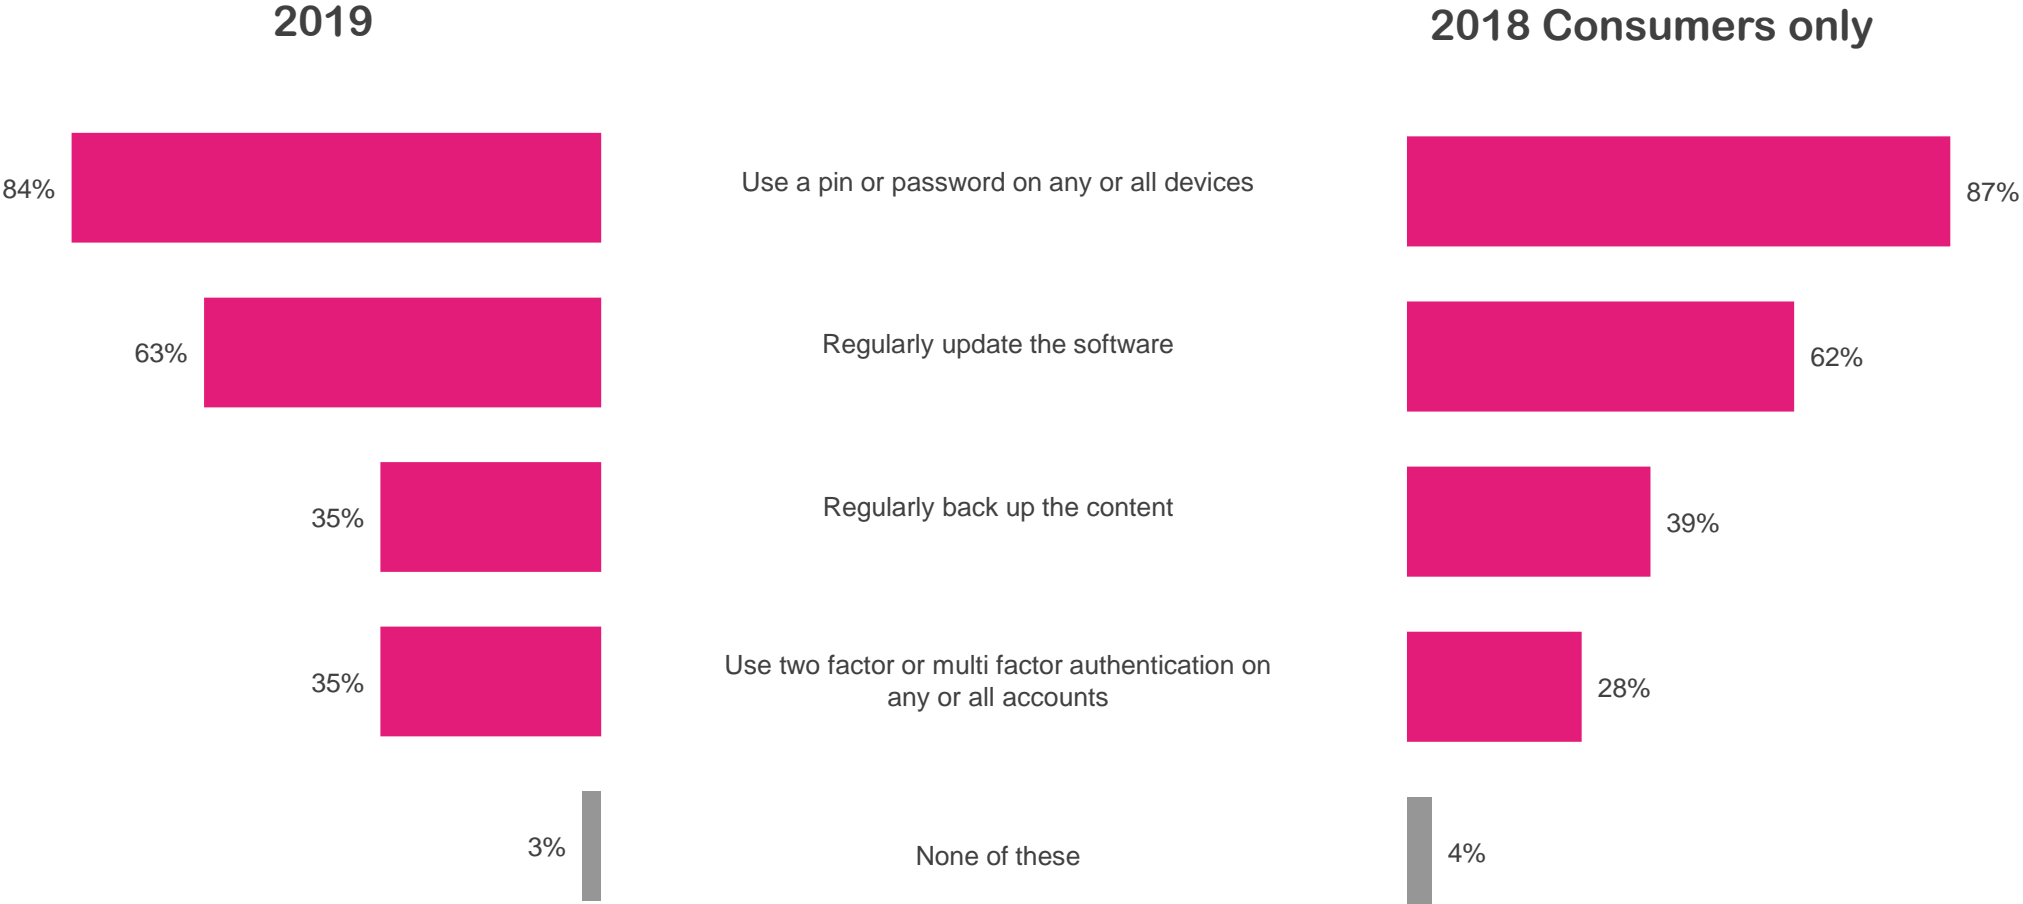 2019
2018 Consumers only
84%
Use a pin or password on any or all devices
87%
63%
Regularly update the software
62%
35%
Regularly back up the content
39%
35%
Use two factor or multi factor authentication on
any or all accounts
28%
3%
None of these
4%